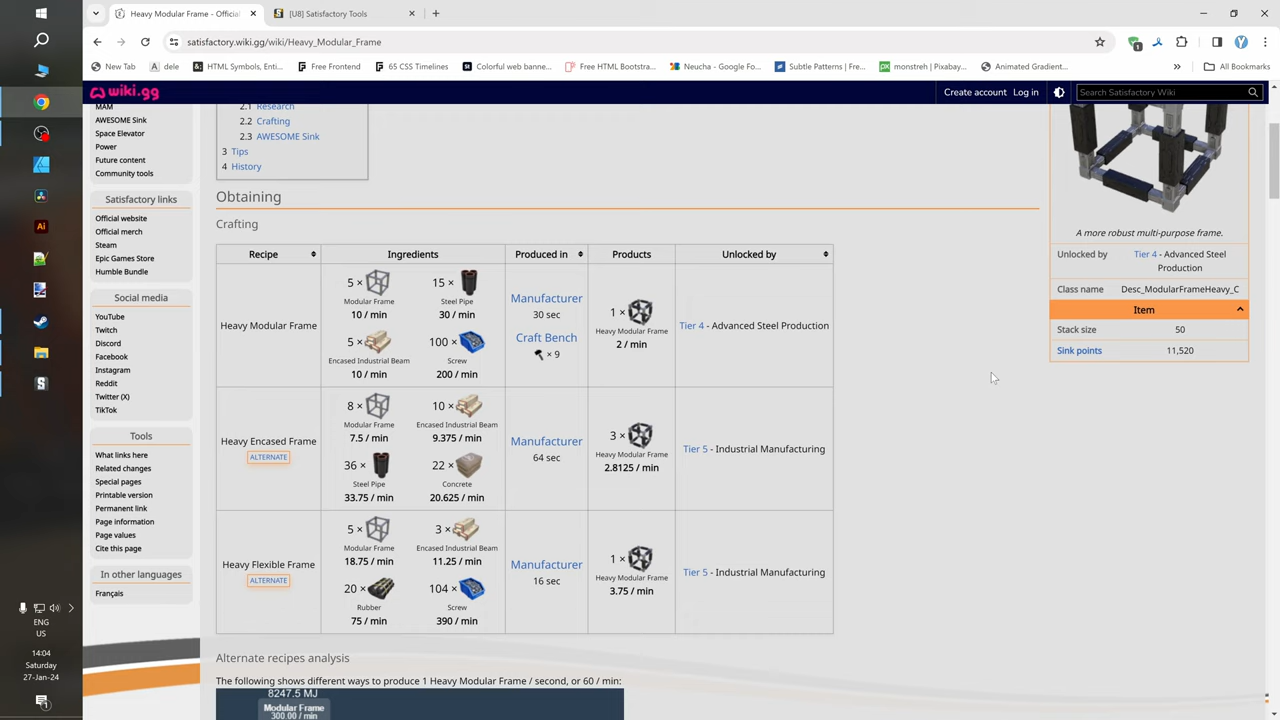 Heavy Modular Frame - Official
[U8] Satisfactory Tools
satisfactory.wiki.gg/wiki/Heavy_Modular_Frame
New Tab
dele
HTML Symbols, Enti...
Free Frontend
65 CSS Timelines
Colorful web banner...
Free HTML Bootstra...
Neucha - Google Fo...
Subtle Patterns | Fre...
monstreh | Pixabay...
Animated Gradient...
»
All Bookmarks
wiki.gg
Create account
Log in
Search Satisfactory Wiki
MAM
AWESOME Sink
Space Elevator
Power
Future content
Community tools
Satisfactory links
Official website
Official merch
Steam
Epic Games Store
Humble Bundle
Social media
YouTube
Twitch
Discord
Facebook
Instagram
Reddit
Twitter (X)
TikTok
Tools
What links here
Related changes
Special pages
Printable version
Permanent link
Page information
Page values
Cite this page
In other languages
Français
2.1 Research
2.2 Crafting
2.3 AWESOME Sink
3 Tips
4 History
Obtaining
Crafting
Recipe
Ingredients
Produced in
Products
Unlocked by
Heavy Modular Frame
5 ×
Modular Frame
10 / min
15 ×
Steel Pipe
30 / min
5 ×
Encased Industrial Beam
10 / min
100 ×
Screw
200 / min
Manufacturer
30 sec
Craft Bench
× 9
1 ×
Heavy Modular Frame
2 / min
Tier 4 - Advanced Steel Production
Heavy Encased Frame
ALTERNATE
8 ×
Modular Frame
7.5 / min
10 ×
Encased Industrial Beam
9.375 / min
36 ×
Steel Pipe
33.75 / min
22 ×
Concrete
20.625 / min
Manufacturer
64 sec
3 ×
Heavy Modular Frame
2.8125 / min
Tier 5 - Industrial Manufacturing
Heavy Flexible Frame
ALTERNATE
5 ×
Modular Frame
18.75 / min
3 ×
Encased Industrial Beam
11.25 / min
20 ×
Rubber
75 / min
104 ×
Screw
390 / min
Manufacturer
16 sec
1 ×
Heavy Modular Frame
3.75 / min
Tier 5 - Industrial Manufacturing
Alternate recipes analysis
The following shows different ways to produce 1 Heavy Modular Frame / second, or 60 / min:
8247.5 MJ
Modular Frame
300.00 / min
A more robust multi-purpose frame.
Unlocked by
Tier 4 - Advanced Steel
Production
Class name
Desc_ModularFrameHeavy_C
Item
Stack size
50
Sink points
11,520
ENG
US
14:04
Saturday
27-Jan-24